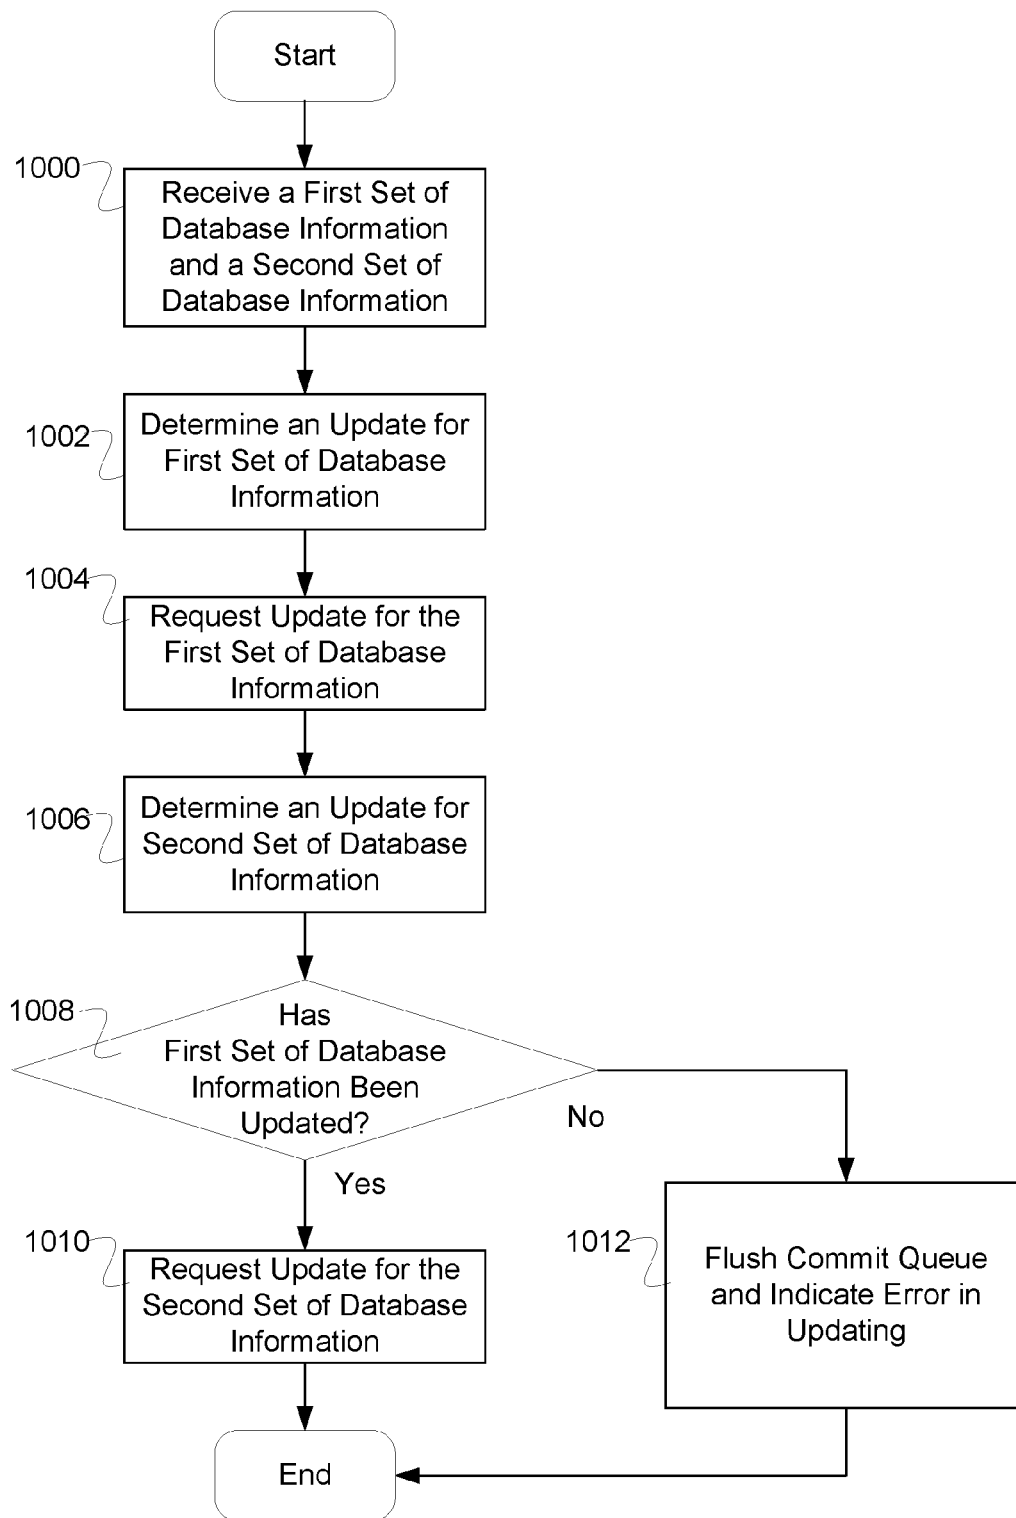 Start
1000
Receive a First Set of
Database Information
and a Second Set of
Database Information
1002
Determine an Update for
First Set of Database
Information
1004
Request Update for the
First Set of Database
Information
1006
Determine an Update for
Second Set of Database
Information
1008
Has
First Set of Database
Information Been
Updated?
No
Yes
1010
Request Update for the
Second Set of Database
Information
1012
Flush Commit Queue
and Indicate Error in
Updating
End